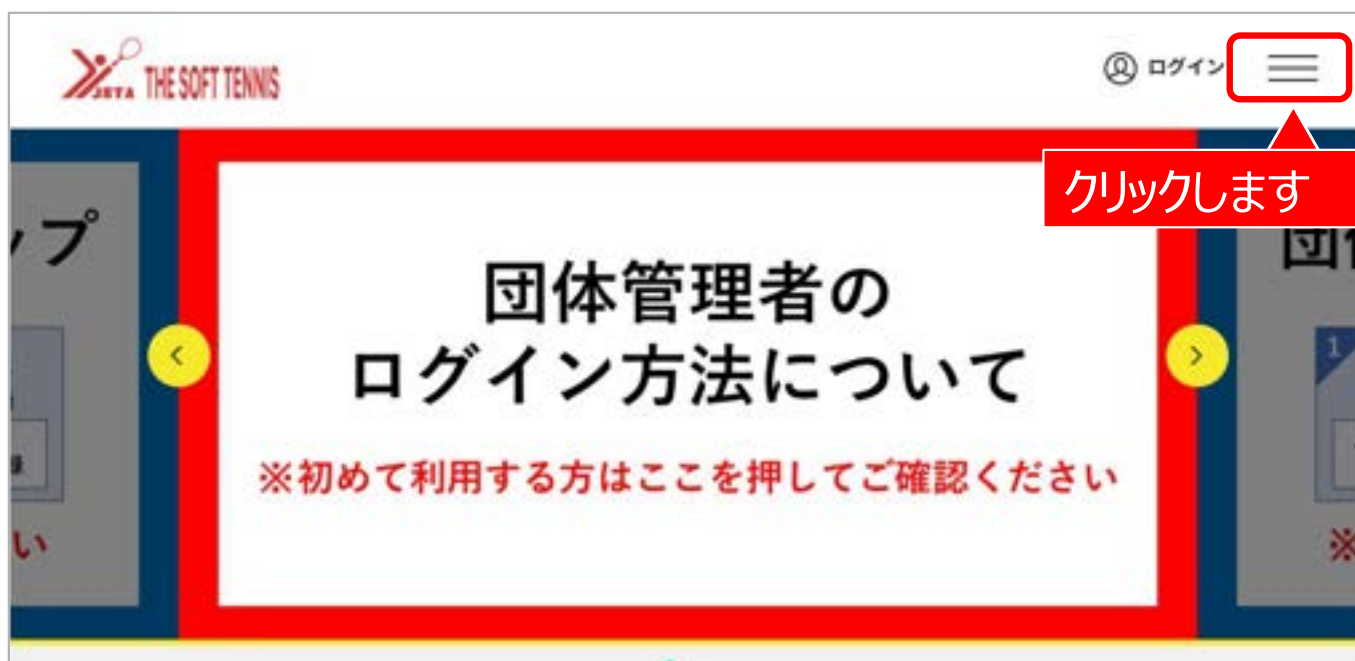 JSTA THE SOFT TENNIS
ログイン
クリックします
ップ
団体管理者の
ログイン方法について
※初めて利用する方はここを押してご確認ください
い
1
※